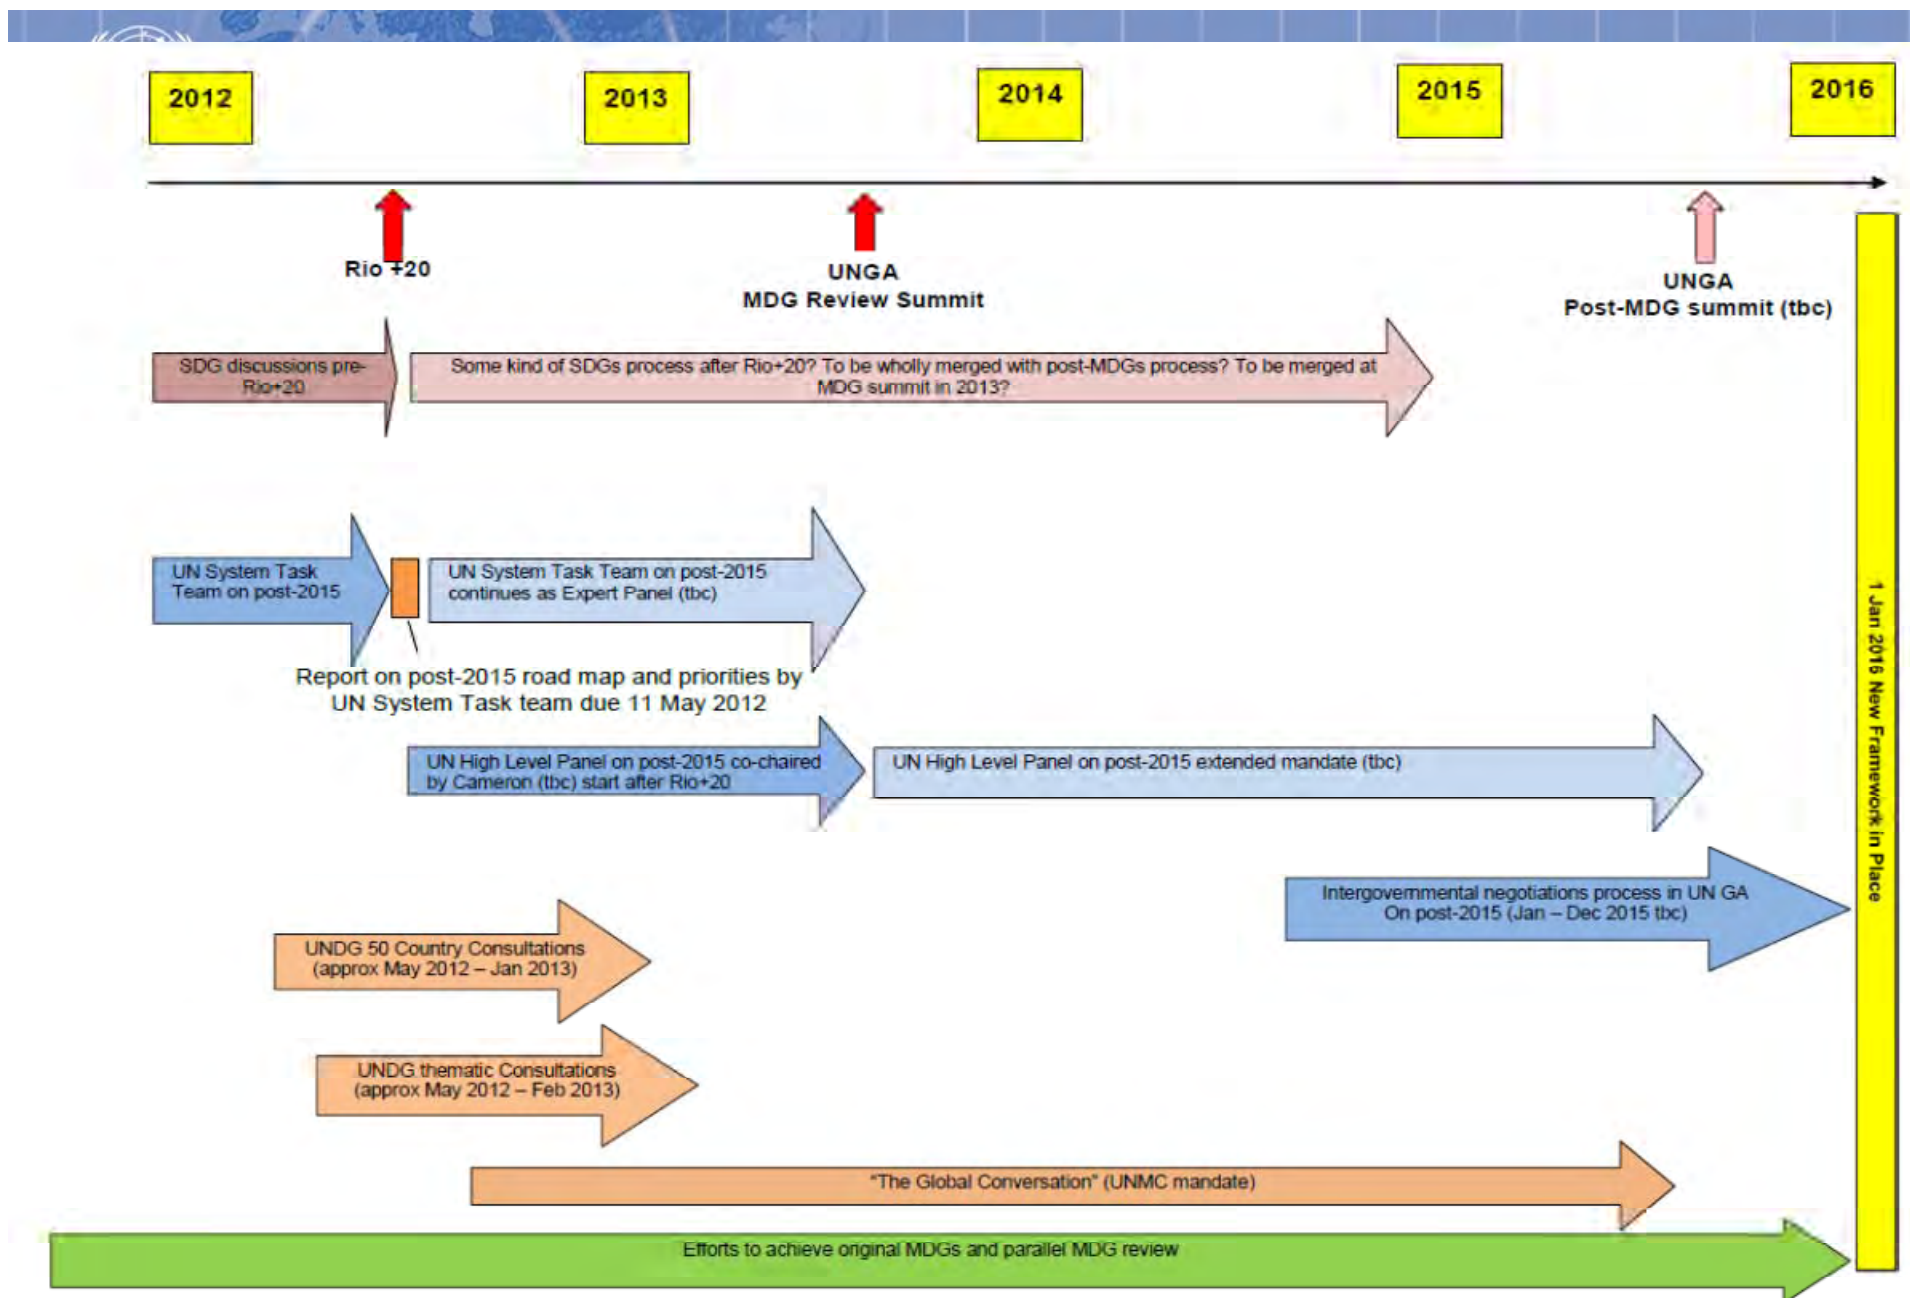 2012
2013
2014
2015
2016
Rio +20
UNGA
MDG Review Summit
UNGA
Post-MDG summit (tbc)
SDG discussions pre-
Rio+20
Some kind of SDGs process after Rio+20? To be wholly merged with post-MDGs process? To be merged at
MDG summit in 2013?
UN System Task
Team on post-2015
UN System Task Team on post-2015
continues as Expert Panel (tbc)
Report on post-2015 road map and priorities by
UN System Task team due 11 May 2012
UN High Level Panel on post-2015 co-chaired
by Cameron (tbc) start after Rio+20
UN High Level Panel on post-2015 extended mandate (tbc)
Intergovernmental negotiations process in UN GA
On post-2015 (Jan – Dec 2015 tbc)
UNDG 50 Country Consultations
(approx May 2012 – Jan 2013)
UNDG thematic Consultations
(approx May 2012 – Feb 2013)
"The Global Conversation" (UNMC mandate)
Efforts to achieve original MDGs and parallel MDG review
1 Jan 2016 New Framework in Place